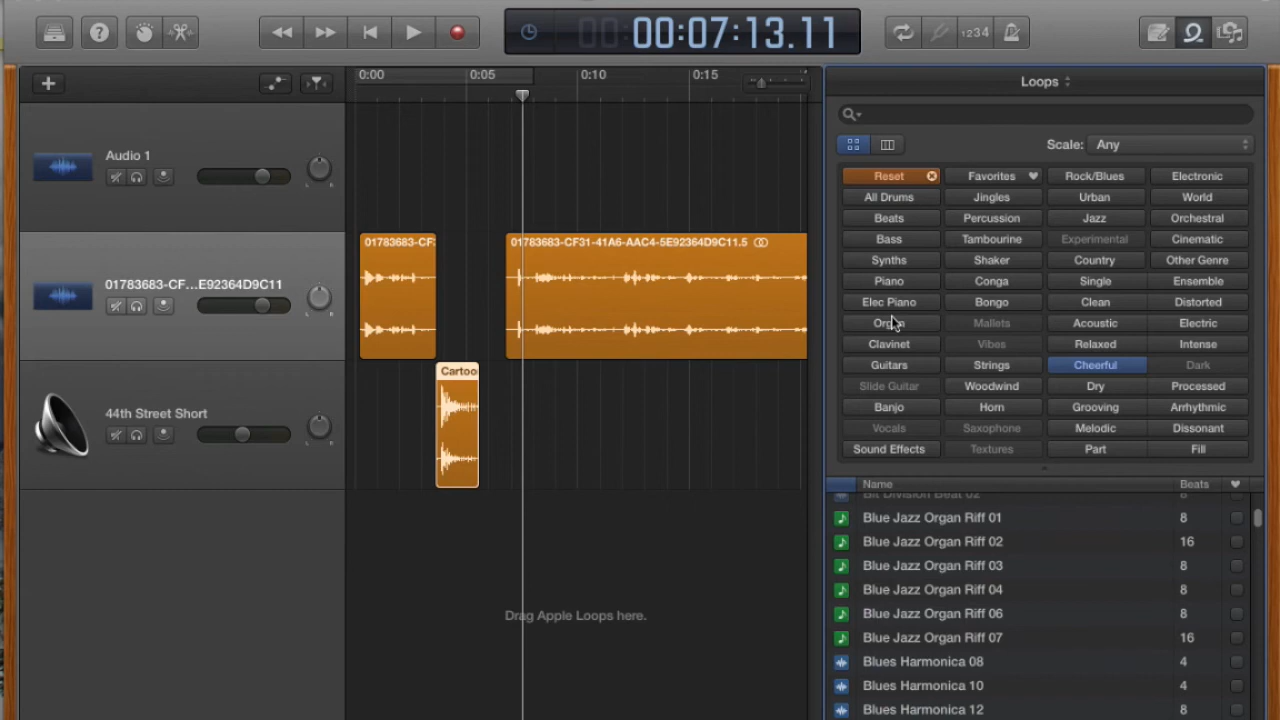 ?
00:07:13.11
1234
0:00 0:05 0:10 0:15
Loops
Audio 1
Scale: Any
Reset Favorites Rock/Blues Electronic
All Drums Jingles Urban World
Beats Percussion Jazz Orchestral
Bass Tambourine Experimental Cinematic
Synths Shaker Country Other Genre
Piano Conga Single Ensemble
Elec Piano Bongo Clean Distorted
Organ Mallets Acoustic Electric
Clavinet Vibes Relaxed Intense
Guitars Strings Cheerful Dark
Slide Guitar Woodwind Dry Processed
Banjo Horn Grooving Arrhythmic
Vocals Saxophone Melodic Dissonant
Sound Effects Textures Part Fill
01783683-CF…E92364D9C11
L R
01783683-CF:
01783683-CF31-41A6-AAC4-5E92364D9C11.5
44th Street Short
Cartoo
Drag Apple Loops here.
Name Beats
Bit Division Beat 02 8
Blue Jazz Organ Riff 01 8
Blue Jazz Organ Riff 02 16
Blue Jazz Organ Riff 03 8
Blue Jazz Organ Riff 04 8
Blue Jazz Organ Riff 06 8
Blue Jazz Organ Riff 07 16
Blues Harmonica 08 4
Blues Harmonica 10 4
Blues Harmonica 12 8